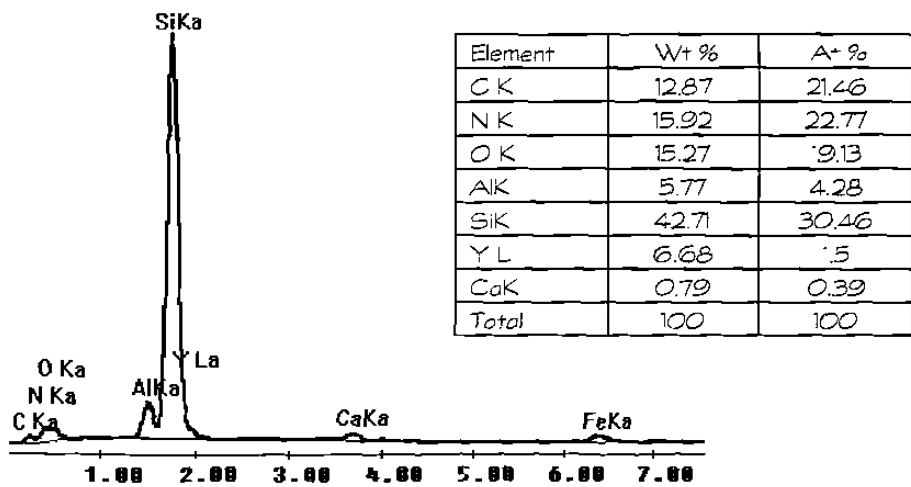 SiKa
Y La
O Ka
N Ka
C Ka
AlKa
CaKa
FeKa
1.00 2.00 3.00 4.00 5.00 6.00 7.00
Element Wt % At %
C K 12.87 21.46
N K 15.92 22.77
O K 15.27 19.13
AlK 5.77 4.28
SiK 42.71 30.46
Y L 6.68 1.5
CaK 0.79 0.39
Total 100 100